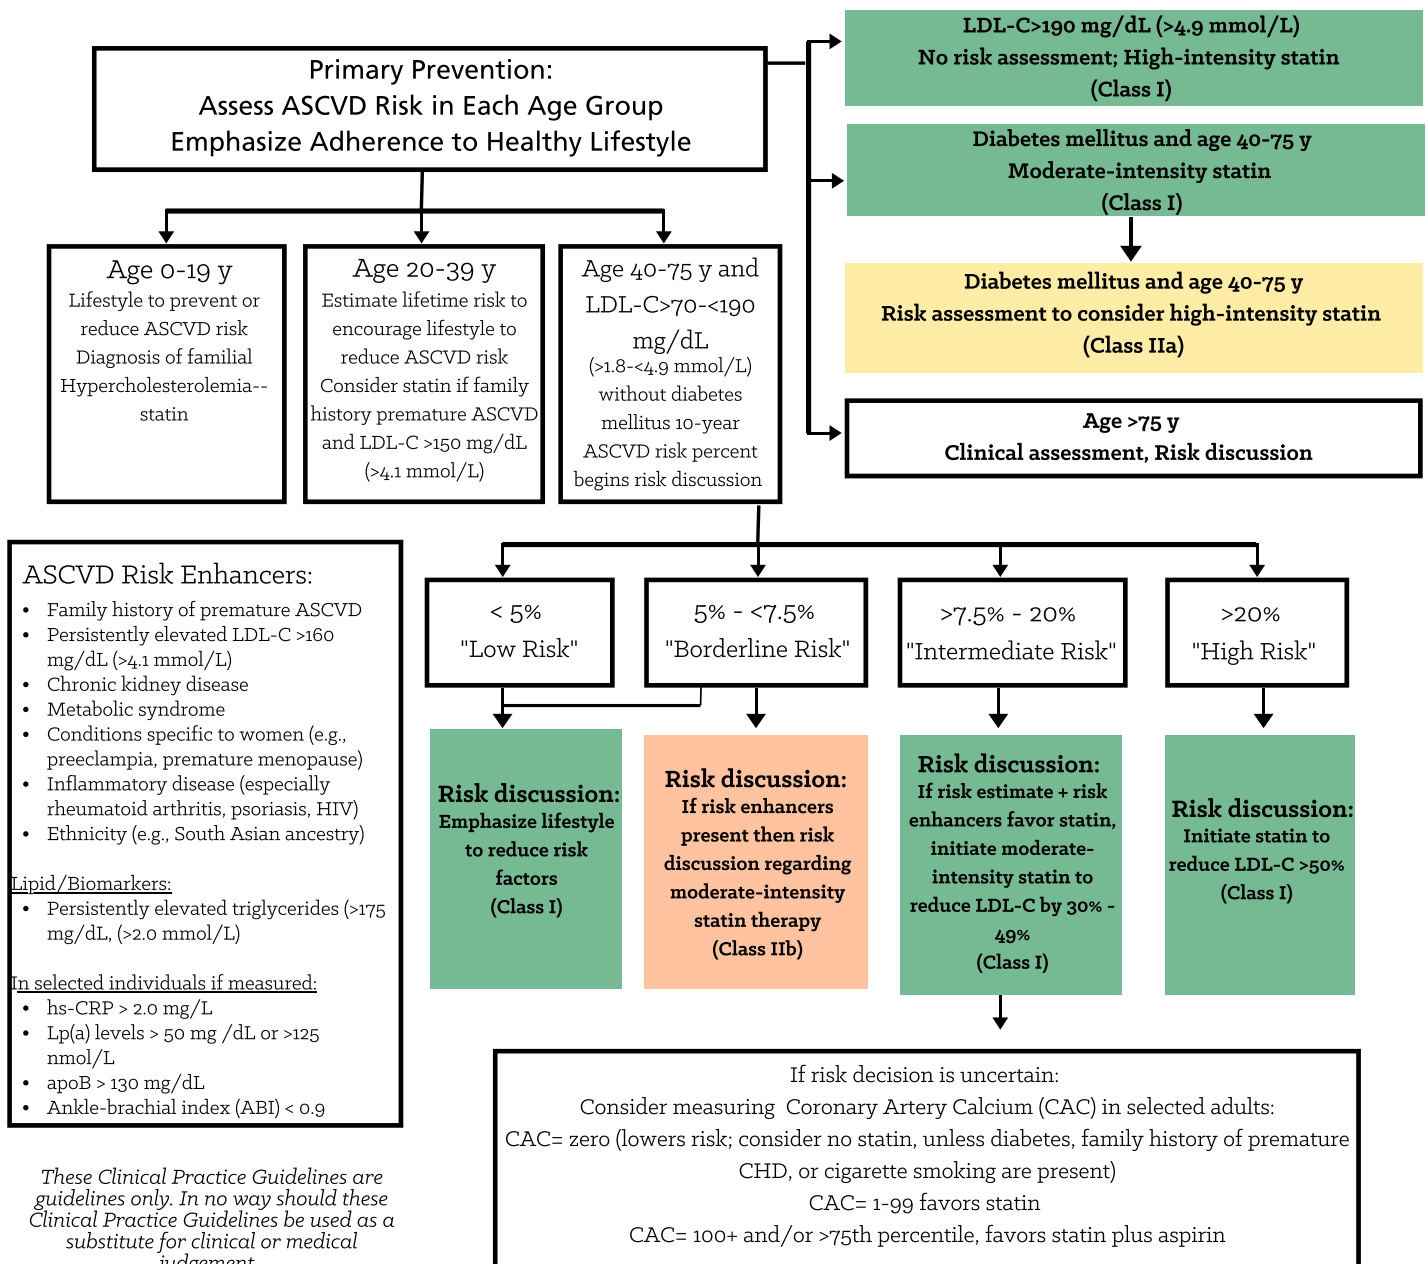 Primary Prevention:
Assess ASCVD Risk in Each Age Group
Emphasize Adherence to Healthy Lifestyle
LDL-C>190 mg/dL (>4.9 mmol/L)
No risk assessment; High-intensity statin
(Class I)
Diabetes mellitus and age 40-75 y
Moderate-intensity statin
(Class I)
Diabetes mellitus and age 40-75 y
Risk assessment to consider high-intensity statin
(Class IIa)
Age >75 y
Clinical assessment, Risk discussion
Age 0-19 y
Lifestyle to prevent or
reduce ASCVD risk
Diagnosis of familial
Hypercholesterolemia--
statin
Age 20-39 y
Estimate lifetime risk to
encourage lifestyle to
reduce ASCVD risk
Consider statin if family
history premature ASCVD
and LDL-C >150 mg/dL
(>4.1 mmol/L)
Age 40-75 y and
LDL-C>70-<190
mg/dL
(>1.8-<4.9 mmol/L)
without diabetes
mellitus 10-year
ASCVD risk percent
begins risk discussion
ASCVD Risk Enhancers:
• Family history of premature ASCVD
• Persistently elevated LDL-C >160
mg/dL (>4.1 mmol/L)
• Chronic kidney disease
• Metabolic syndrome
• Conditions specific to women (e.g.,
preeclampia, premature menopause)
• Inflammatory disease (especially
rheumatoid arthritis, psoriasis, HIV)
• Ethnicity (e.g., South Asian ancestry)
Lipid/Biomarkers:
• Persistently elevated triglycerides (>175
mg/dL, (>2.0 mmol/L)
In selected individuals if measured:
• hs-CRP > 2.0 mg/L
• Lp(a) levels > 50 mg /dL or >125
nmol/L
• apoB > 130 mg/dL
• Ankle-brachial index (ABI) < 0.9
< 5%
"Low Risk"
5% - <7.5%
"Borderline Risk"
>7.5% - 20%
"Intermediate Risk"
>20%
"High Risk"
Risk discussion:
Emphasize lifestyle
to reduce risk
factors
(Class I)
Risk discussion:
If risk enhancers
present then risk
discussion regarding
moderate-intensity
statin therapy
(Class IIb)
Risk discussion:
If risk estimate + risk
enhancers favor statin,
initiate moderate-
intensity statin to
reduce LDL-C by 30% -
49%
(Class I)
Risk discussion:
Initiate statin to
reduce LDL-C >50%
(Class I)
If risk decision is uncertain:
Consider measuring Coronary Artery Calcium (CAC) in selected adults:
CAC= zero (lowers risk; consider no statin, unless diabetes, family history of premature
CHD, or cigarette smoking are present)
CAC= 1-99 favors statin
CAC= 100+ and/or >75th percentile, favors statin plus aspirin
These Clinical Practice Guidelines are
guidelines only. In no way should these
Clinical Practice Guidelines be used as a
substitute for clinical or medical
judgement.